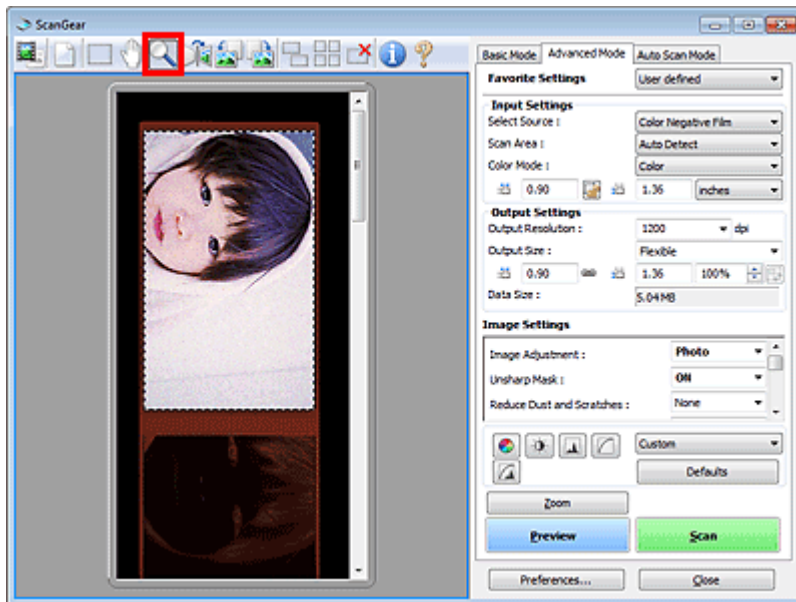 ScanGear
Basic Mode Advanced Mode Auto Scan Mode
Favorite Settings User defined
Input Settings
Select Source : Color Negative Film
Scan Area : Auto Detect
Color Mode : Color
0.90 1.36 inches
Output Settings
Output Resolution : 1200 dpi
Output Size : Flexible
0.90 1.36 100%
Data Size : 5.04MB
Image Settings
Image Adjustment : Photo
Unsharp Mask : ON
Reduce Dust and Scratches : None
Custom
Defaults
Zoom
Preview Scan
Preferences... Close